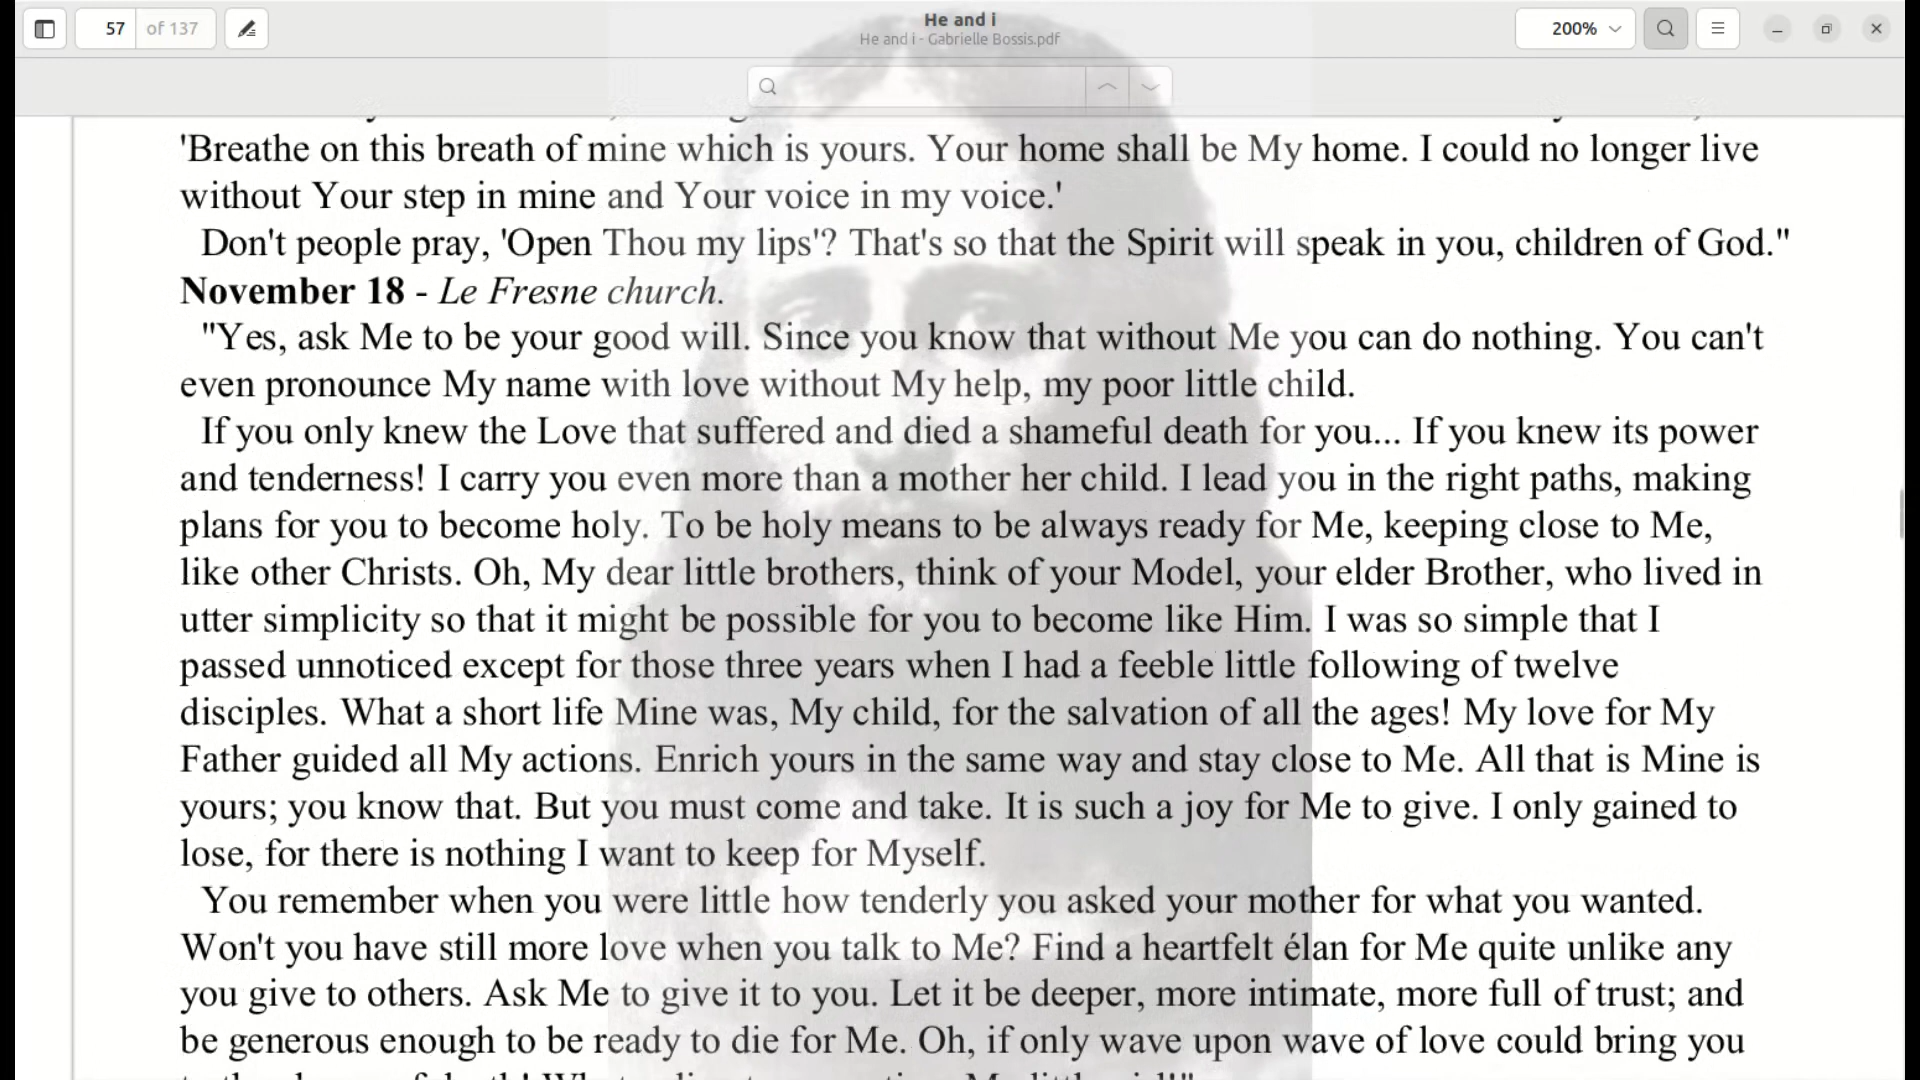 He and i
He and i - Gabrielle Bossis.pdf
57 of 137
200%
'Breathe on this breath of mine which is yours. Your home shall be My home. I could no longer live
without Your step in mine and Your voice in my voice.'
Don't people pray, 'Open Thou my lips'? That's so that the Spirit will speak in you, children of God."
November 18 - Le Fresne church.
"Yes, ask Me to be your good will. Since you know that without Me you can do nothing. You can't
even pronounce My name with love without My help, my poor little child.
If you only knew the Love that suffered and died a shameful death for you... If you knew its power
and tenderness! I carry you even more than a mother her child. I lead you in the right paths, making
plans for you to become holy. To be holy means to be always ready for Me, keeping close to Me,
like other Christs. Oh, My dear little brothers, think of your Model, your elder Brother, who lived in
utter simplicity so that it might be possible for you to become like Him. I was so simple that I
passed unnoticed except for those three years when I had a feeble little following of twelve
disciples. What a short life Mine was, My child, for the salvation of all the ages! My love for My
Father guided all My actions. Enrich yours in the same way and stay close to Me. All that is Mine is
yours; you know that. But you must come and take. It is such a joy for Me to give. I only gained to
lose, for there is nothing I want to keep for Myself.
You remember when you were little how tenderly you asked your mother for what you wanted.
Won't you have still more love when you talk to Me? Find a heartfelt élan for Me quite unlike any
you give to others. Ask Me to give it to you. Let it be deeper, more intimate, more full of trust; and
be generous enough to be ready to die for Me. Oh, if only wave upon wave of love could bring you